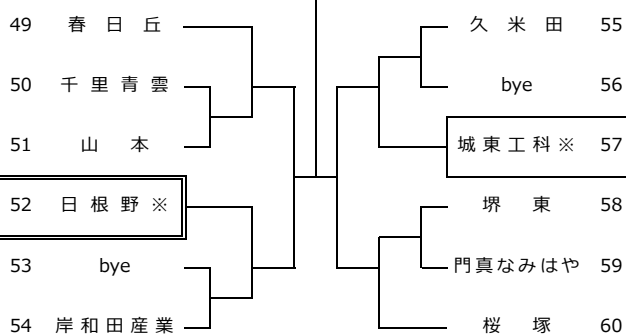 49 春日丘
50 千里青雲
51 山本
52 日根野※
53 bye
54 岸和田産業
久米田 55
bye 56
城東工科※ 57
堺東 58
門真なみはや 59
桜塚 60